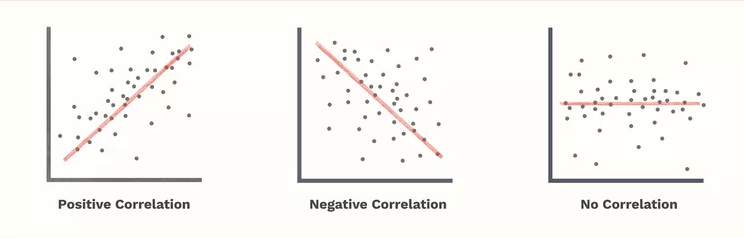 Positive Correlation
Negative Correlation
No Correlation